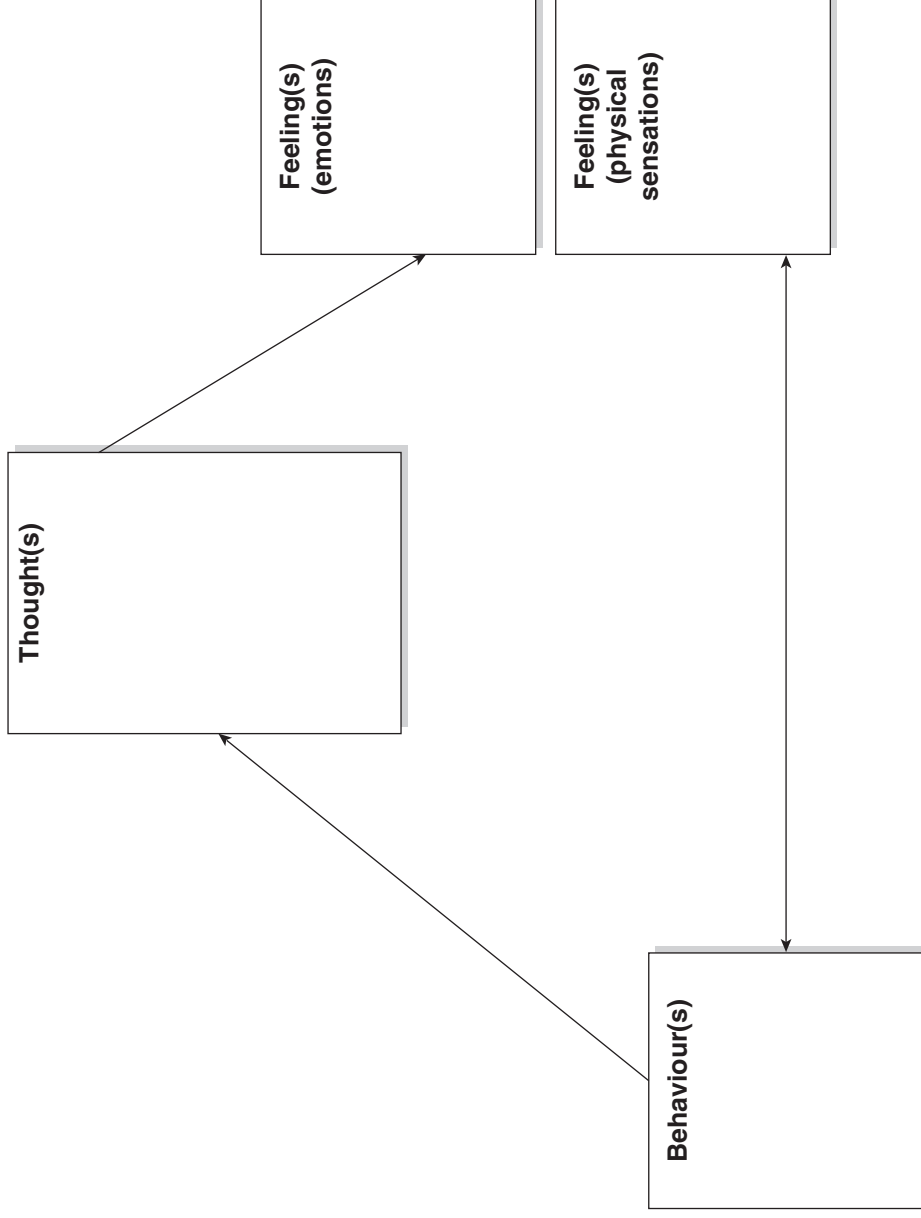 Thought(s)
Feeling(s)
(emotions)
Feeling(s)
(physical
sensations)
Behaviour(s)